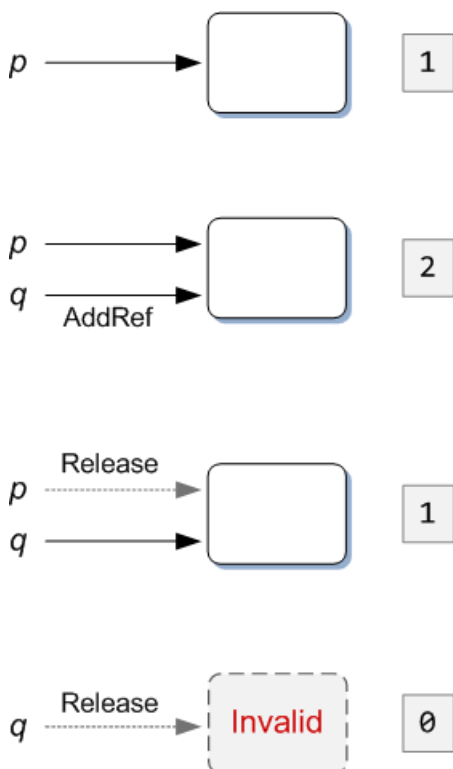 p 1
p 2
q
AddRef
Release
p 1
q
Release
q Invalid 0